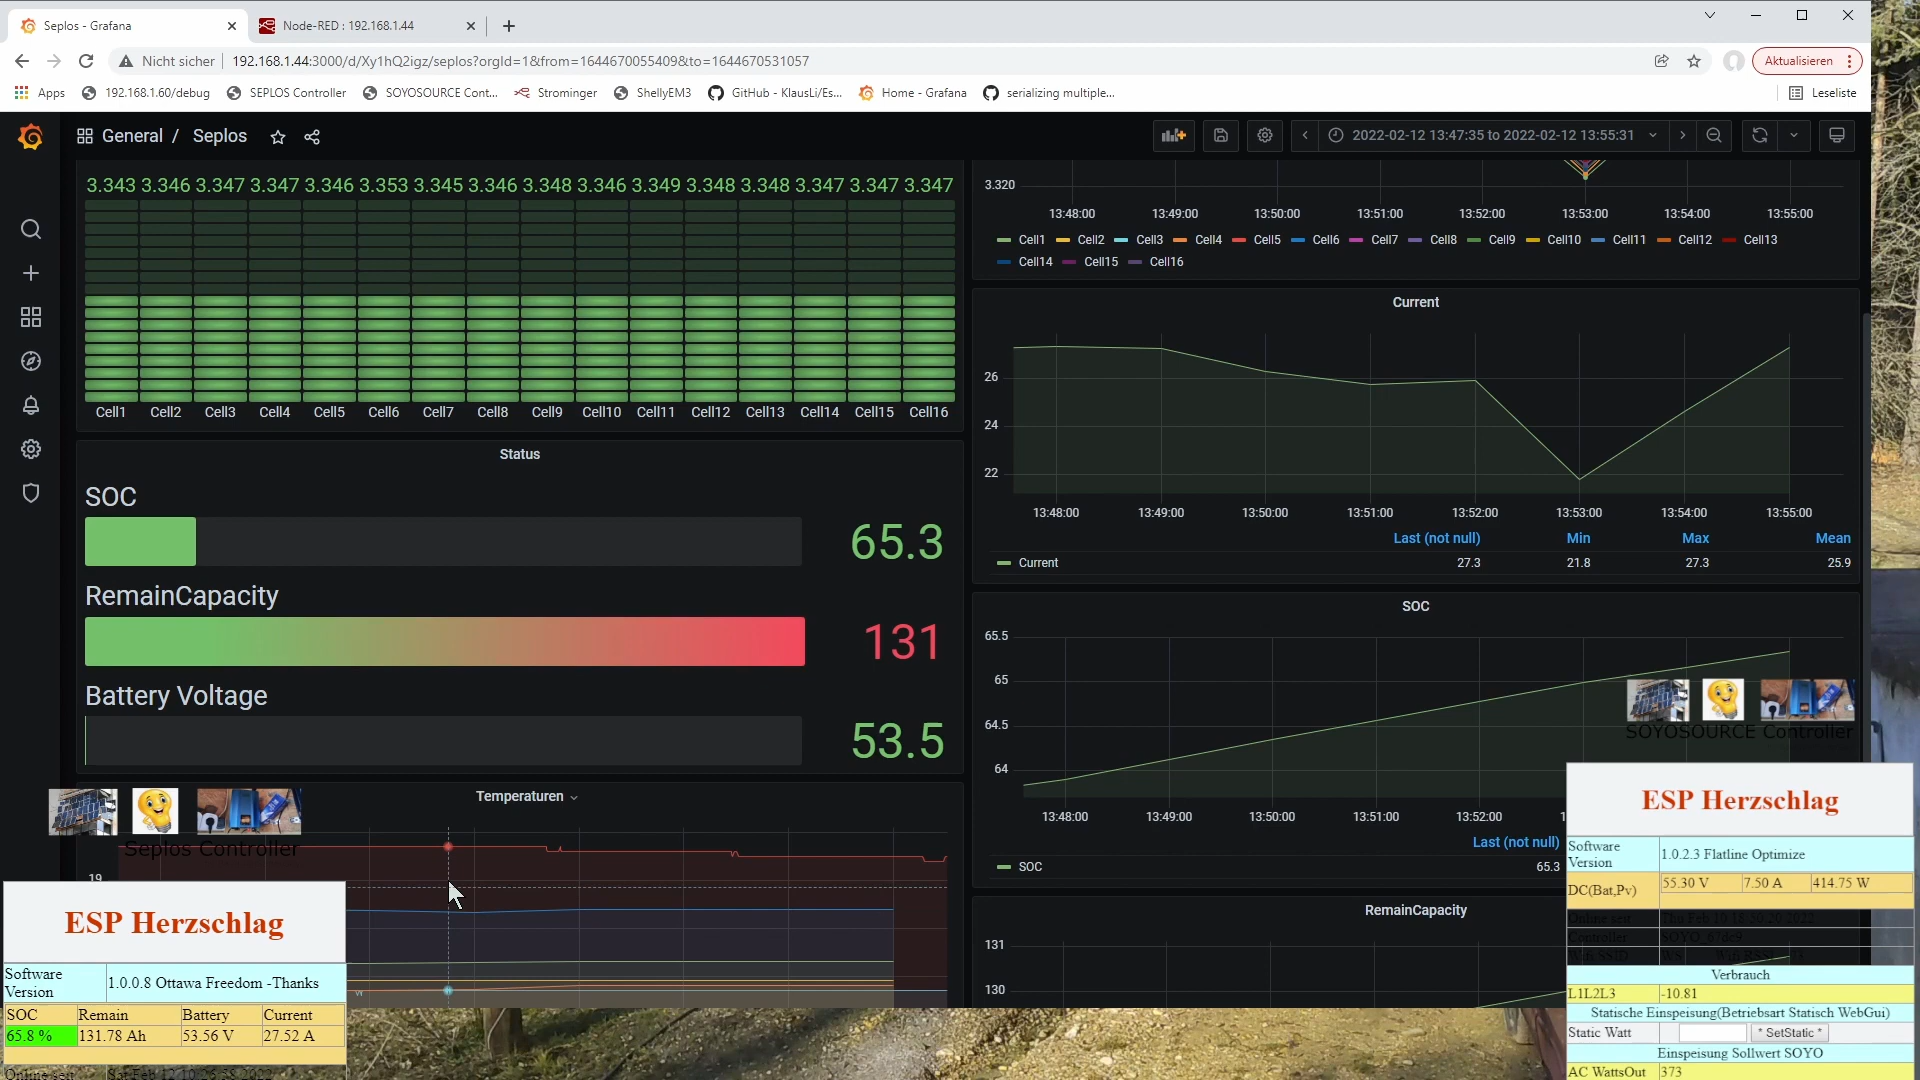 Seplos - Grafana
Node-RED : 192.168.1.44
Nicht sicher
192.168.1.44:3000/d/Xy1hQ2igz/seplos?orgId=1&from=1644670055409&to=1644670531057
Aktualisieren
Apps
192.168.1.60/debug
SEPLOS Controller
SOYOSOURCE Cont...
Strominger
ShellyEM3
GitHub - KlausLi/Es...
Home - Grafana
serializing multiple...
Leseliste
General / Seplos
2022-02-12 13:47:35 to 2022-02-12 13:55:31
3.343 3.346 3.347 3.347 3.346 3.353 3.345 3.346 3.348 3.346 3.349 3.348 3.348 3.347 3.347 3.347
Cell1 Cell2 Cell3 Cell4 Cell5 Cell6 Cell7 Cell8 Cell9 Cell10 Cell11 Cell12 Cell13 Cell14 Cell15 Cell16
Status
SOC
65.3
RemainCapacity
131
Battery Voltage
53.5
Temperaturen
19
3.320
13:48:00 13:49:00 13:50:00 13:51:00 13:52:00 13:53:00 13:54:00 13:55:00
Cell1 Cell2 Cell3 Cell4 Cell5 Cell6 Cell7 Cell8 Cell9 Cell10 Cell11 Cell12 Cell13
Cell14 Cell15 Cell16
Current
26
24
22
13:48:00 13:49:00 13:50:00 13:51:00 13:52:00 13:53:00 13:54:00 13:55:00
Last (not null) Min Max Mean
Current 27.3 21.8 27.3 25.9
SOC
65.5
65
64.5
64
13:48:00 13:49:00 13:50:00 13:51:00 13:52:00
Last (not null)
SOC 65.3
RemainCapacity
131
130
Seplos Controller
ESP Herzschlag
Software Version 1.0.0.8 Ottawa Freedom -Thanks
SOC Remain Battery Current
65.8 % 131.78 Ah 53.56 V 27.52 A
Online seit Sat Feb 12 10:26:58 2022
SOYOSOURCE Controller
ESP Herzschlag
Software Version 1.0.2.3 Flatline Optimize
DC(Bat,Pv) 55.30 V 7.50 A 414.75 W
Online seit
Controller
Verbrauch
L1L2L3 -10.81
Statische Einspeisung(Betriebsart Statisch WebGui)
Static Watt * SetStatic *
Einspeisung Sollwert SOYO
AC WattsOut 373